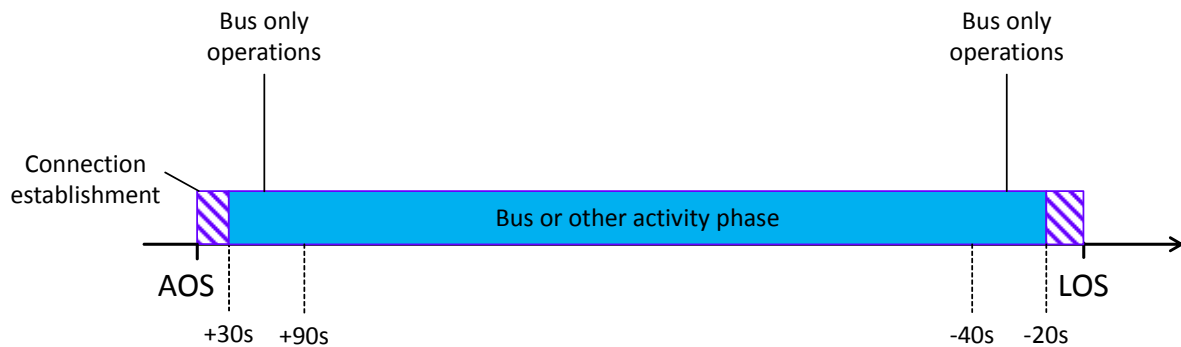 Bus only
operations
Bus only
operations
Connection
establishment
Bus or other activity phase
AOS
LOS
+30s
+90s
-40s
-20s